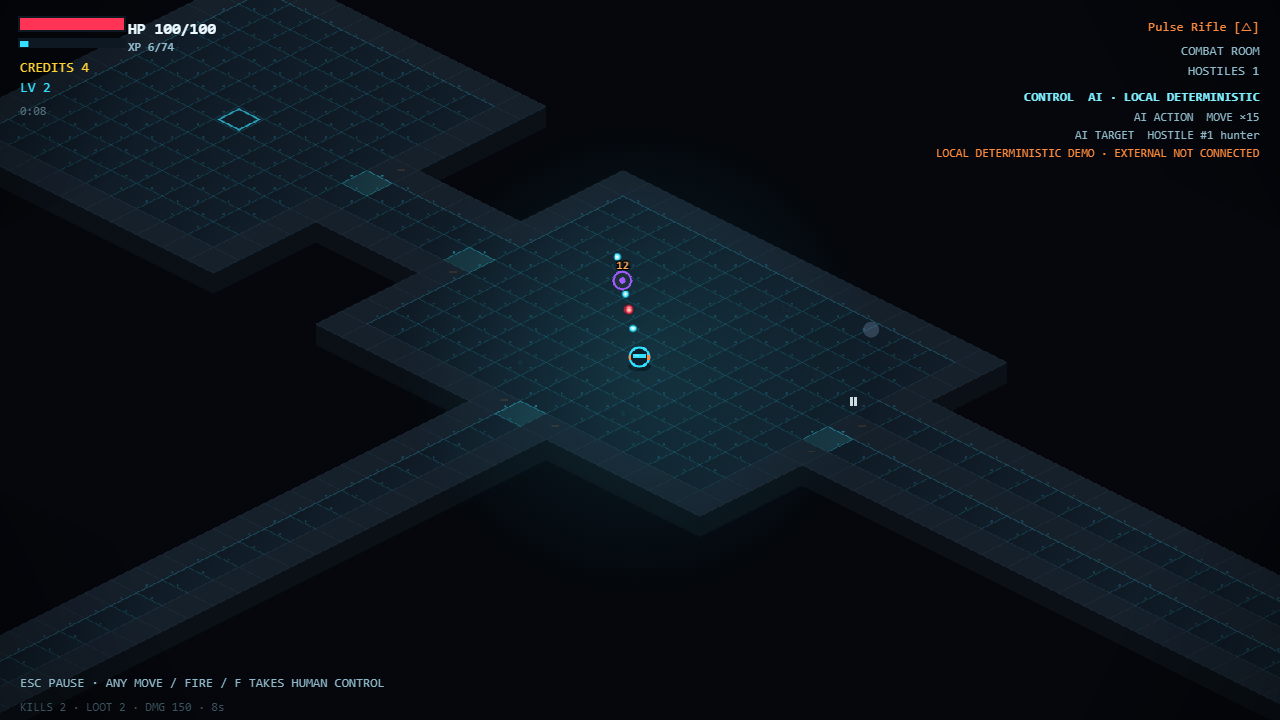 HP 100/100
XP 6/74
CREDITS 4
LV 2
0:08
Pulse Rifle [△]
COMBAT ROOM
HOSTILES 1
CONTROL AI · LOCAL DETERMINISTIC
AI ACTION MOVE ×15
AI TARGET HOSTILE #1 hunter
LOCAL DETERMINISTIC DEMO · EXTERNAL NOT CONNECTED
12
ESC PAUSE · ANY MOVE / FIRE / F TAKES HUMAN CONTROL
KILLS 2 · LOOT 2 · DMG 150 · 8s